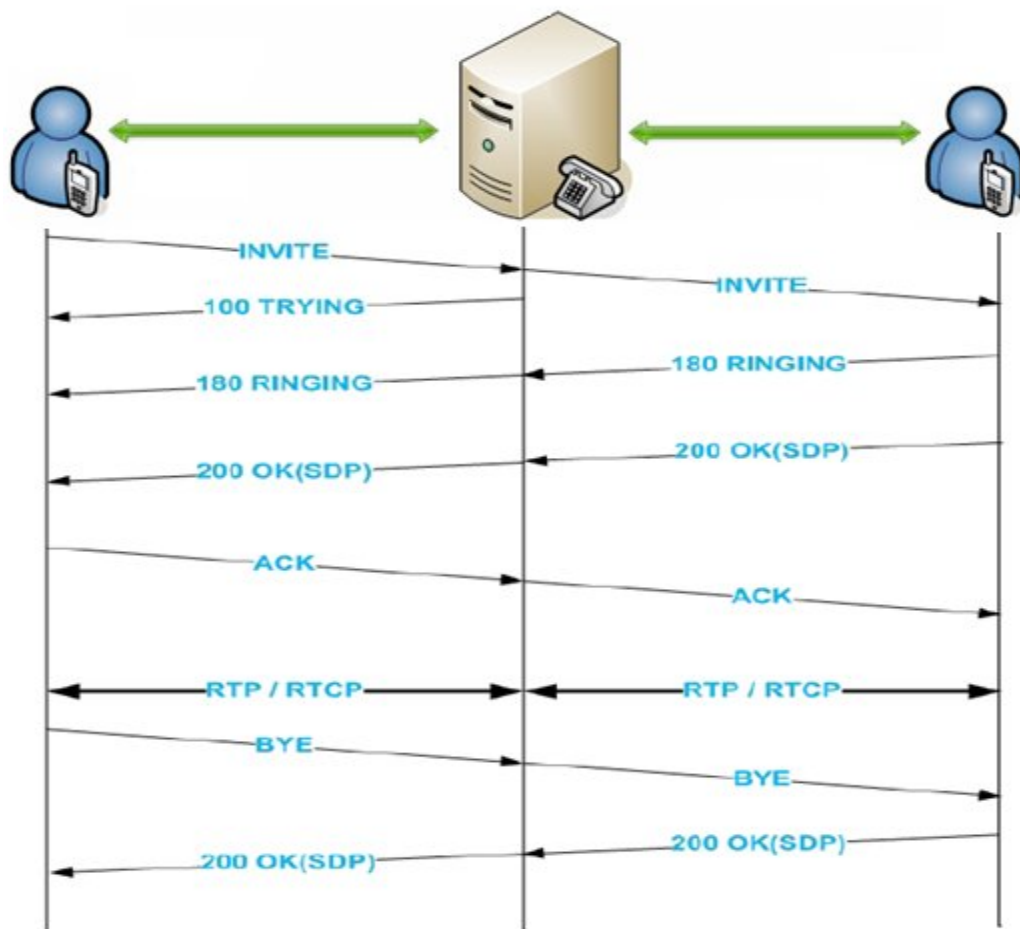 INVITE
INVITE
100 TRYING
180 RINGING
180 RINGING
200 OK(SDP)
200 OK(SDP)
ACK
ACK
RTP / RTCP
RTP / RTCP
BYE
BYE
200 OK(SDP)
200 OK(SDP)